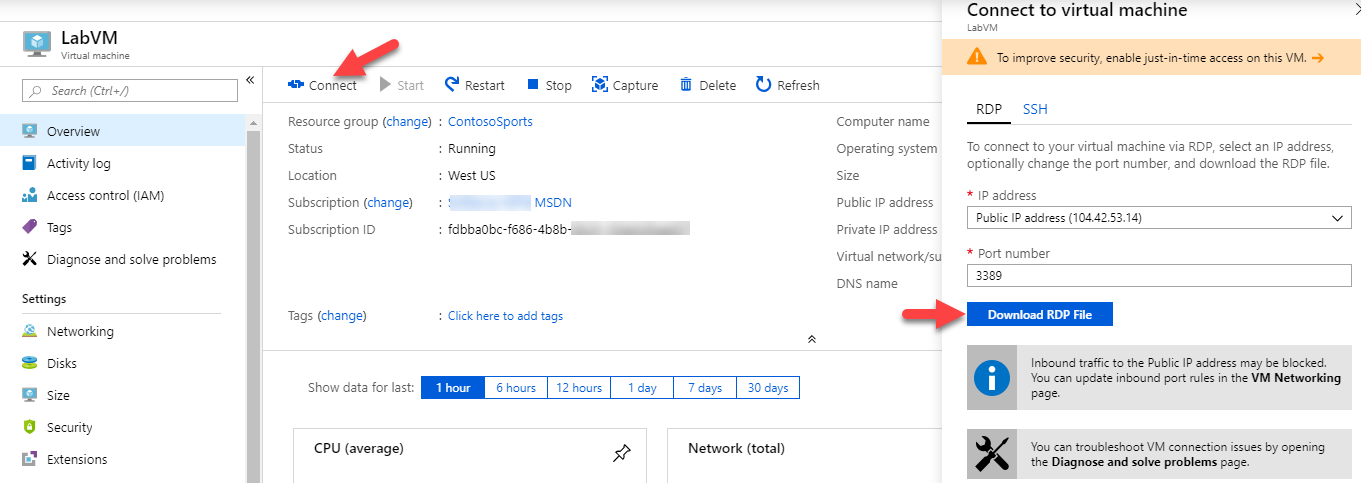 LabVM
Virtual machine
«
Search (Ctrl+/)
Overview
Activity log
Access control (IAM)
Tags
Diagnose and solve problems
Settings
Networking
Disks
Size
Security
Extensions
Connect Start Restart Stop Capture Delete Refresh
Resource group (change) : ContosoSports
Status : Running
Location : West US
Subscription (change) : MSDN
Subscription ID : fdbba0bc-f686-4b8b-
Tags (change) : Click here to add tags
Computer name
Operating system
Size
Public IP address
Private IP address
Virtual network/su
DNS name
Show data for last: 1 hour 6 hours 12 hours 1 day 7 days 30 days
CPU (average)
Network (total)
Connect to virtual machine
LabVM
To improve security, enable just-in-time access on this VM. →
RDP SSH
To connect to your virtual machine via RDP, select an IP address,
optionally change the port number, and download the RDP file.
* IP address
Public IP address (104.42.53.14)
* Port number
3389
Download RDP File
Inbound traffic to the Public IP address may be blocked.
You can update inbound port rules in the VM Networking
page.
You can troubleshoot VM connection issues by opening
the Diagnose and solve problems page.